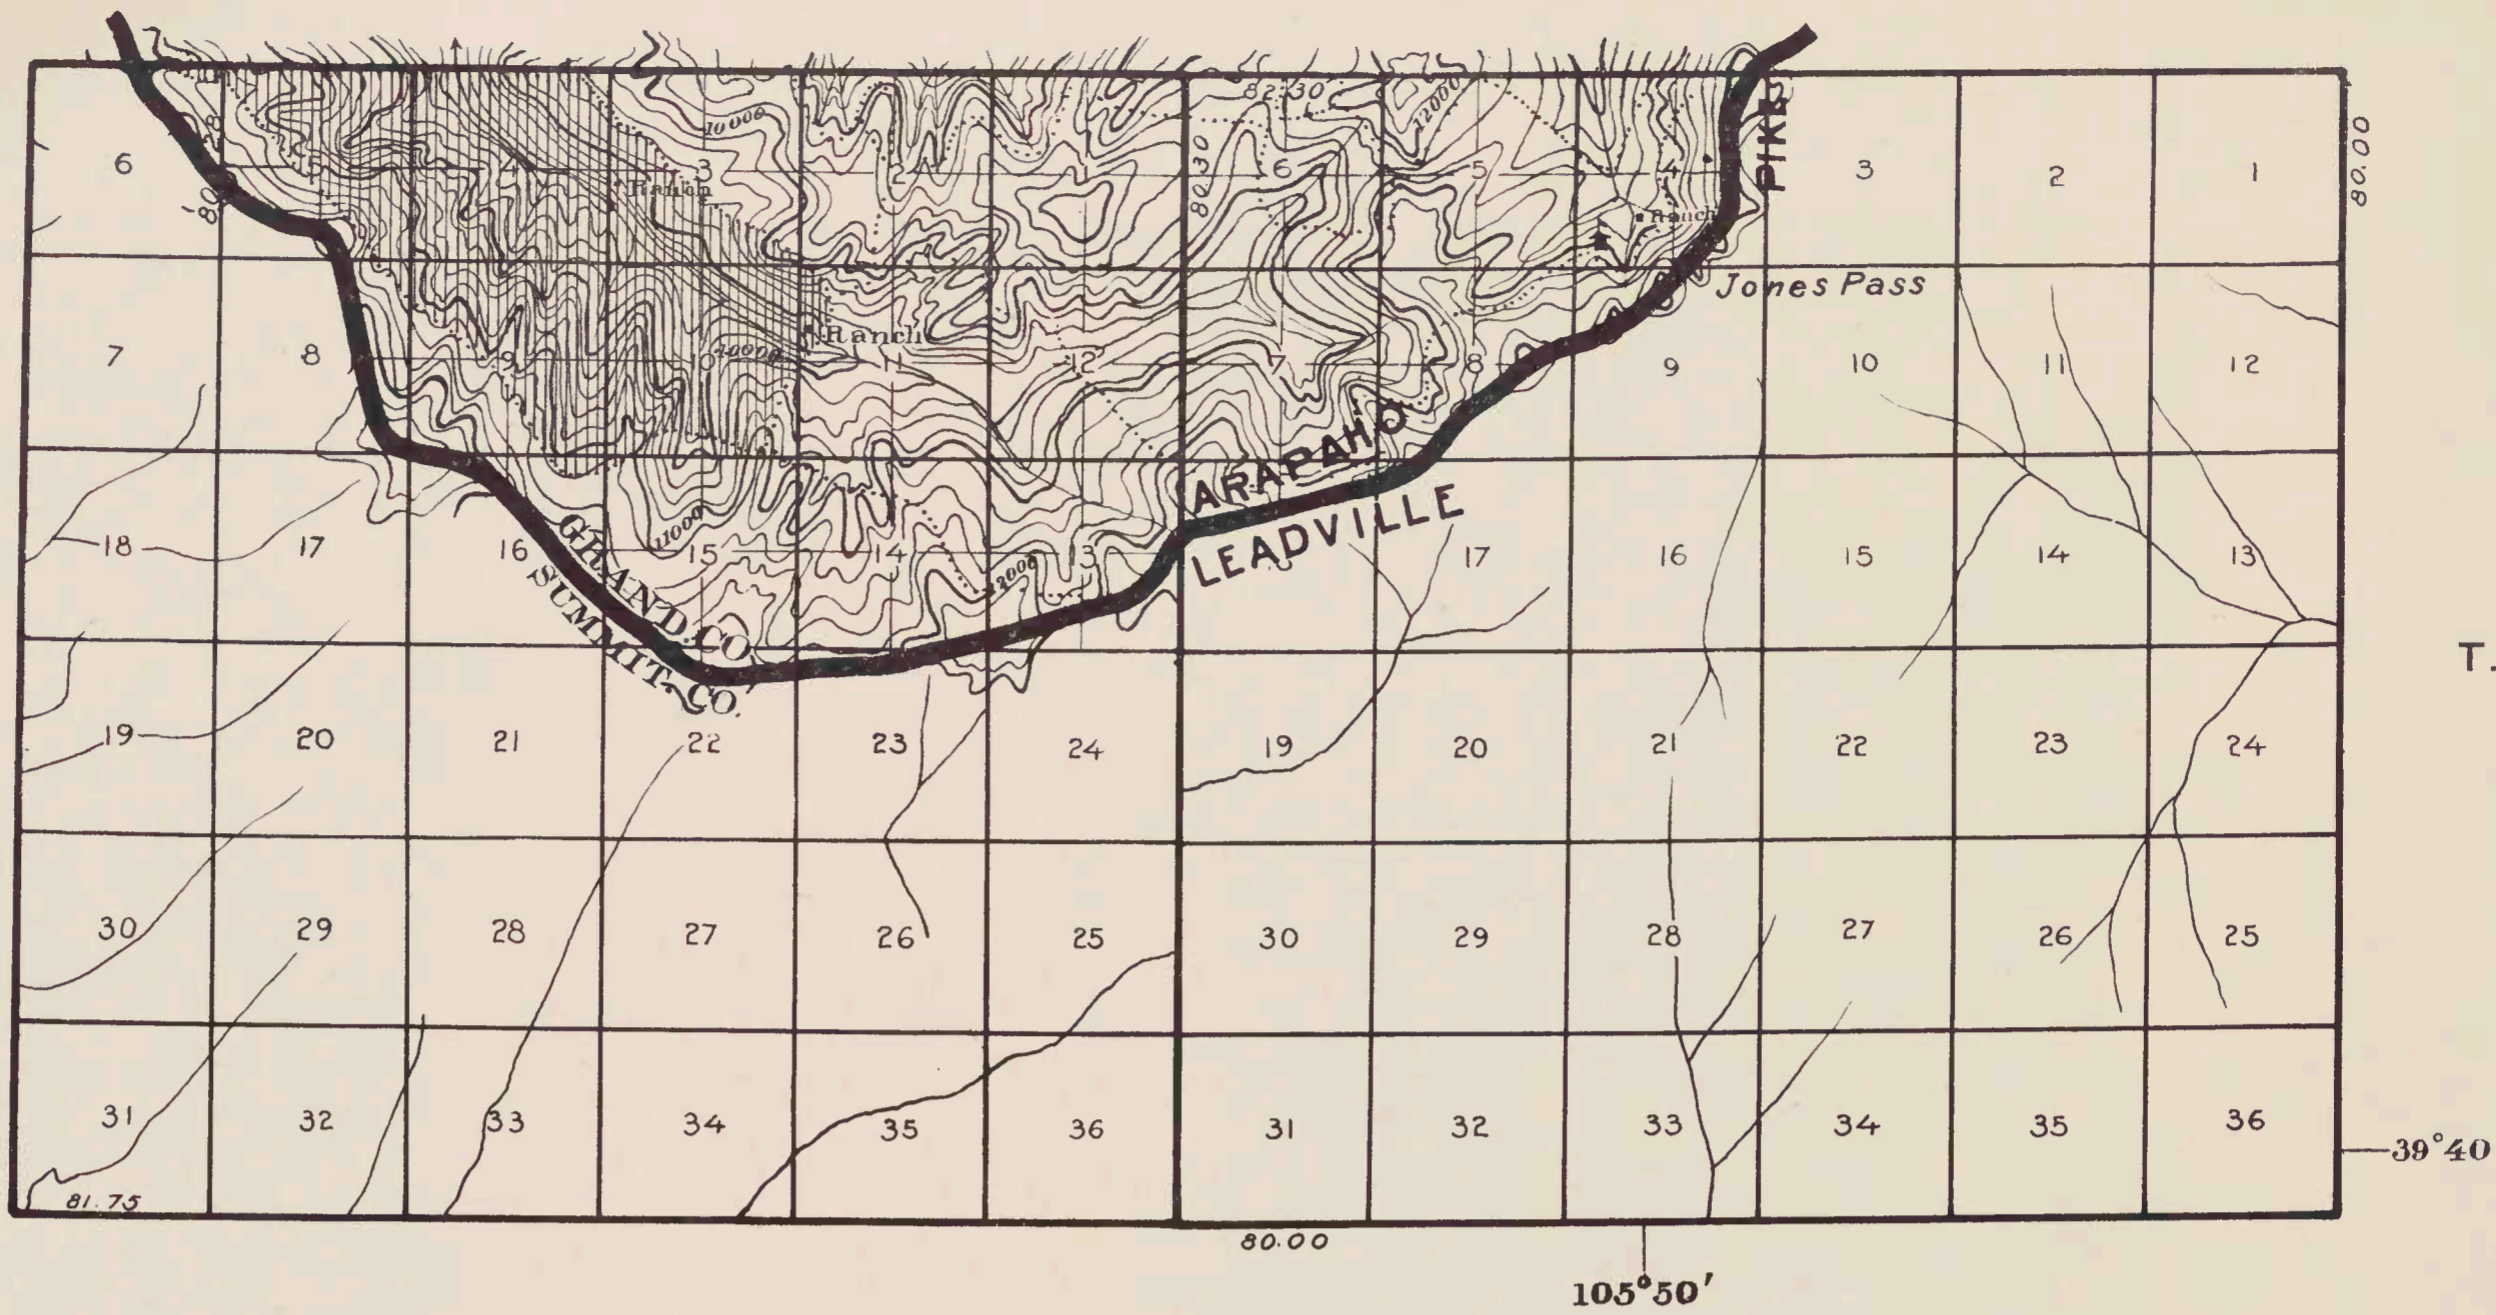 82.30
12000
10000
PIKE
80.00
6 5 4 3 2 1 6 5 4 3 2 1
Ranch
80.30
Ranch
Jones Pass
Ranch
7 8 9 10 11 12 7 8 9 10 11 12
10000
ARAPAHO
LEADVILLE
11000
18 17 16 15 14 13 17 16 15 14 13
12000
GRAND CO.
SUMMIT CO.
T.
19 20 21 22 23 24 19 20 21 22 23 24
30 29 28 27 26 25 30 29 28 27 26 25
31 32 33 34 35 36 31 32 33 34 35 36
39°40
81.75
80.00
105°50'